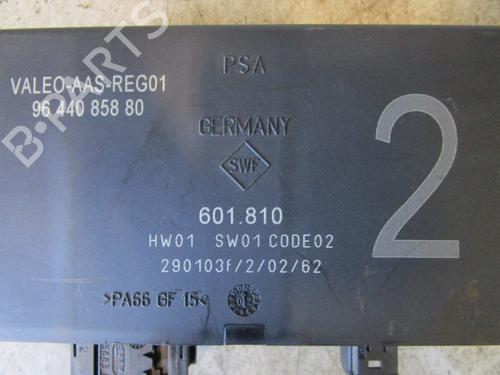 PSA
VALEO-AAS-REG01
96 440 858 80
GERMANY
SWF
2
601.810
HW01 SW01 CODE02
290103f/2/02/62
>PA66 GF 15<
B-PARTS